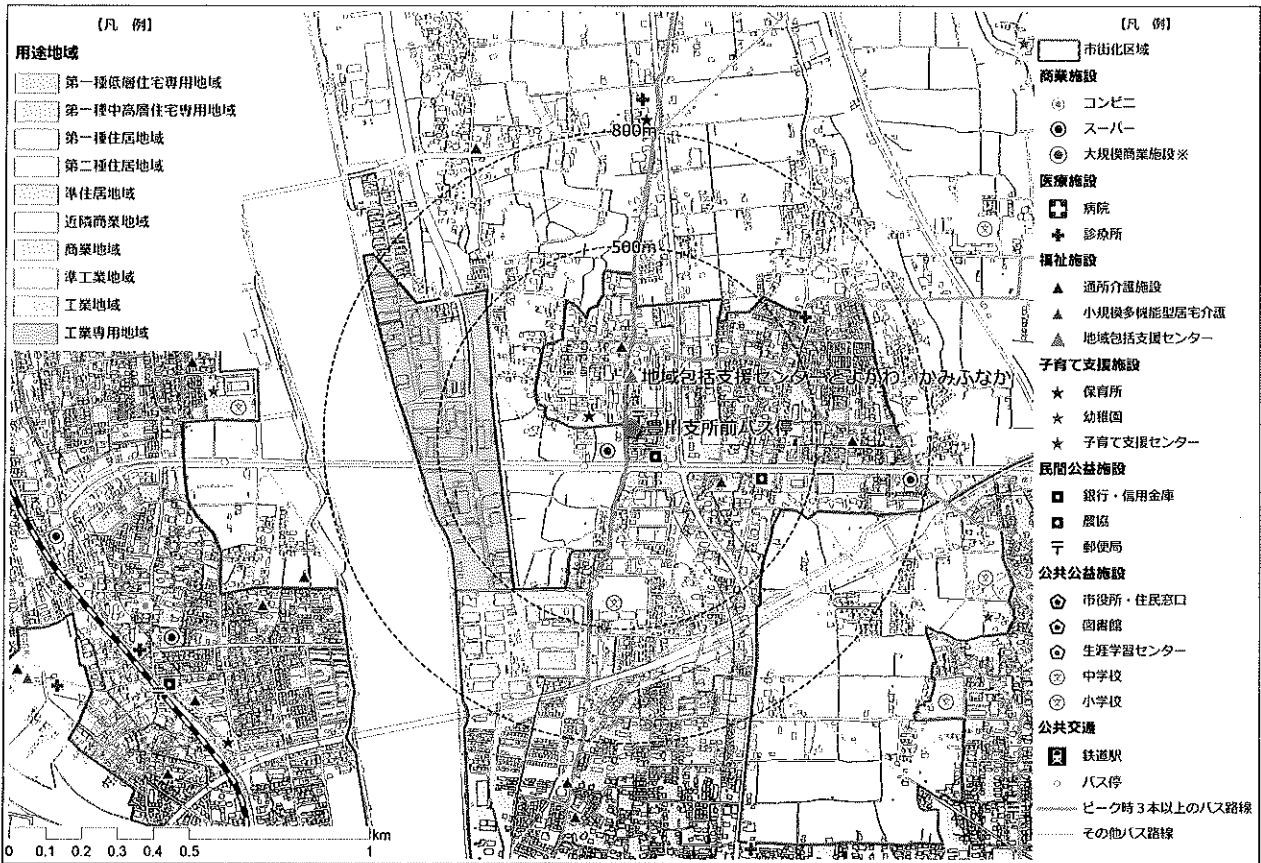 【凡 例】
用途地域
第一種低層住宅専用地域
第一種中高層住宅専用地域
第一種住居地域
第二種住居地域
準住居地域
近隣商業地域
商業地域
準工業地域
工業地域
工業専用地域
800m
500m
地域包括支援センターとよかわ・かみふなか
豊川支所前バス停
0 0.1 0.2 0.3 0.4 0.5 1 km
【凡 例】
市街化区域
商業施設
コンビニ
スーパー
大規模商業施設※
医療施設
病院
診療所
福祉施設
通所介護施設
小規模多機能型居宅介護
地域包括支援センター
子育て支援施設
保育所
幼稚園
子育て支援センター
民間公益施設
銀行・信用金庫
農協
郵便局
公共公益施設
市役所・住民窓口
図書館
生涯学習センター
中学校
小学校
公共交通
鉄道駅
バス停
ピーク時3本以上のバス路線
その他バス路線